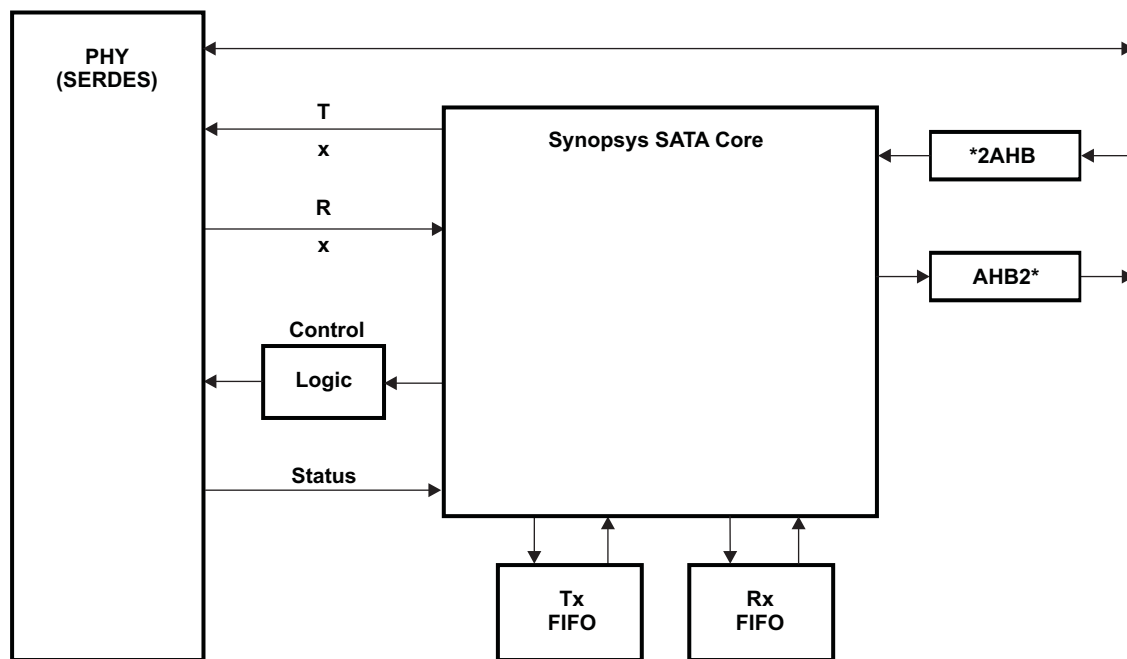 PHY
(SERDES)
T
x
Synopsys SATA Core
*2AHB
R
x
AHB2*
Control
Logic
Status
Tx
FIFO
Rx
FIFO